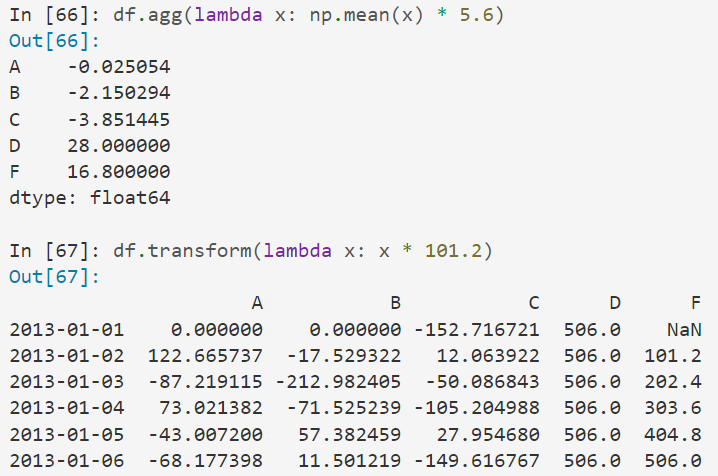 In [66]: df.agg(lambda x: np.mean(x) * 5.6)
Out[66]:
A    -0.025054
B    -2.150294
C    -3.851445
D    28.000000
F    16.800000
dtype: float64

In [67]: df.transform(lambda x: x * 101.2)
Out[67]:
                     A           B           C      D      F
2013-01-01    0.000000    0.000000 -152.716721  506.0    NaN
2013-01-02  122.665737  -17.529322   12.063922  506.0  101.2
2013-01-03  -87.219115 -212.982405  -50.086843  506.0  202.4
2013-01-04   73.021382  -71.525239 -105.204988  506.0  303.6
2013-01-05  -43.007200   57.382459   27.954680  506.0  404.8
2013-01-06  -68.177398   11.501219 -149.616767  506.0  506.0